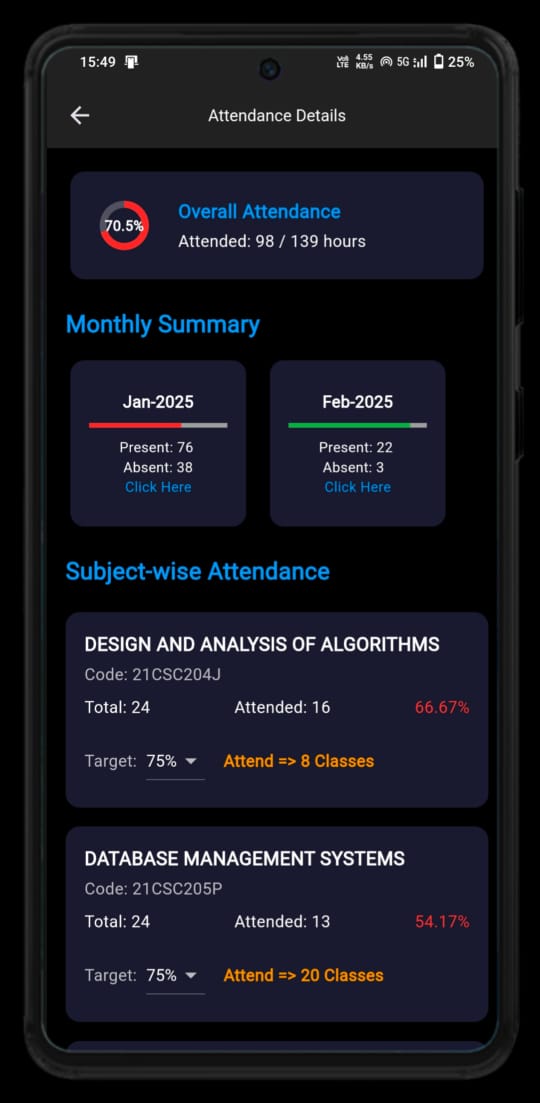 15:49 Vo) LTE 4.55 KB/s 5G 25%
Attendance Details
70.5%
Overall Attendance
Attended: 98 / 139 hours
Monthly Summary
Jan-2025
Present: 76
Absent: 38
Click Here
Feb-2025
Present: 22
Absent: 3
Click Here
Subject-wise Attendance
DESIGN AND ANALYSIS OF ALGORITHMS
Code: 21CSC204J
Total: 24 Attended: 16 66.67%
Target: 75% Attend => 8 Classes
DATABASE MANAGEMENT SYSTEMS
Code: 21CSC205P
Total: 24 Attended: 13 54.17%
Target: 75% Attend => 20 Classes